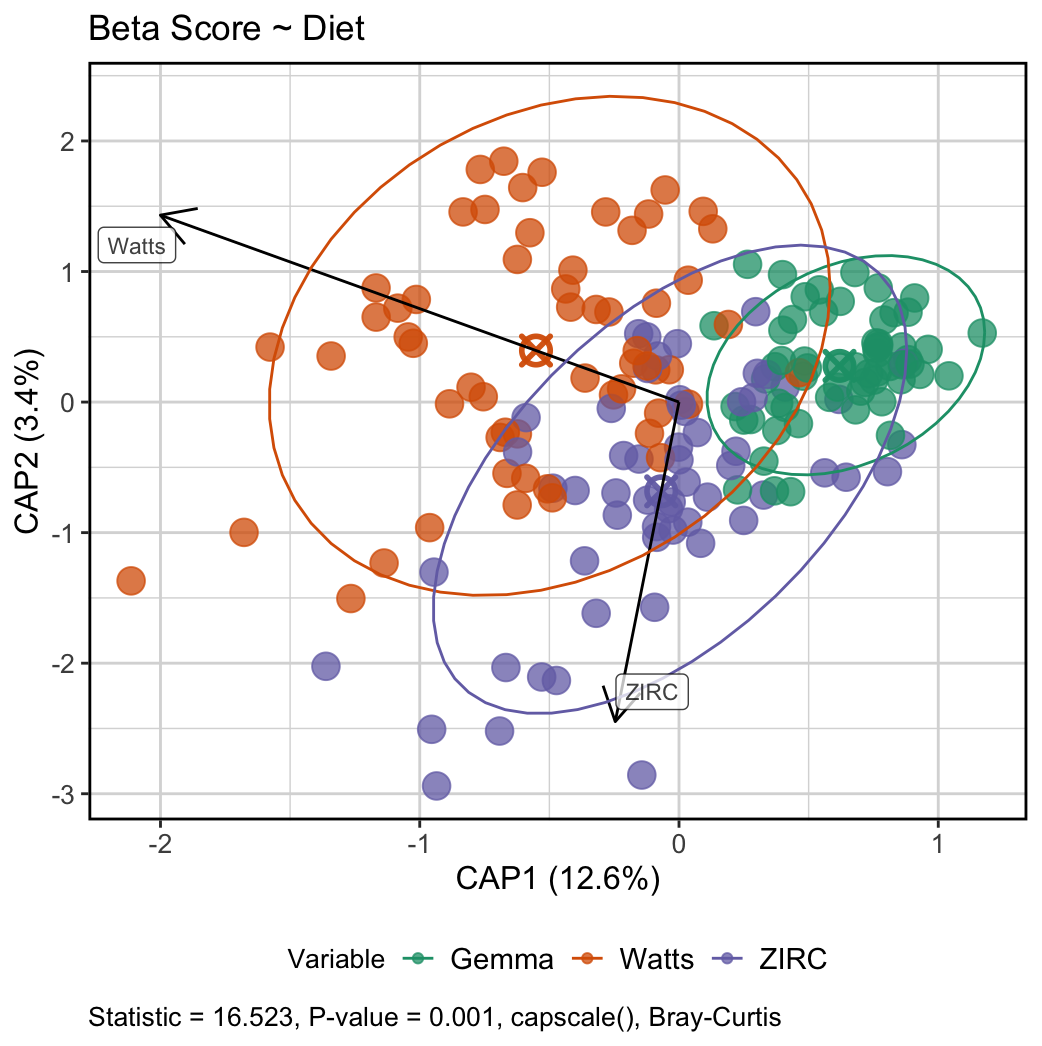 Beta Score ~ Diet
CAP2 (3.4%)
2
1
0
-1
-2
-3
Watts
ZIRC
-2 -1 0 1
CAP1 (12.6%)
Variable Gemma Watts ZIRC
Statistic = 16.523, P-value = 0.001, capscale(), Bray-Curtis